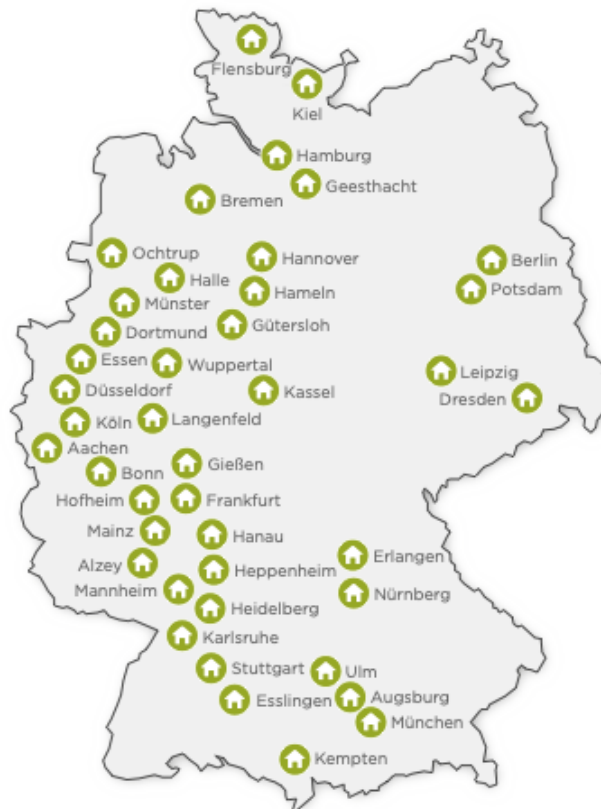 Flensburg
Kiel
Hamburg
Geesthacht
Bremen
Ochtrup
Hannover
Berlin
Halle
Hameln
Potsdam
Münster
Gütersloh
Dortmund
Essen
Wuppertal
Leipzig
Düsseldorf
Kassel
Dresden
Köln
Langenfeld
Aachen
Gießen
Bonn
Hofheim
Frankfurt
Mainz
Hanau
Erlangen
Alzey
Heppenheim
Mannheim
Nürnberg
Heidelberg
Karlsruhe
Stuttgart
Ulm
Esslingen
Augsburg
München
Kempten